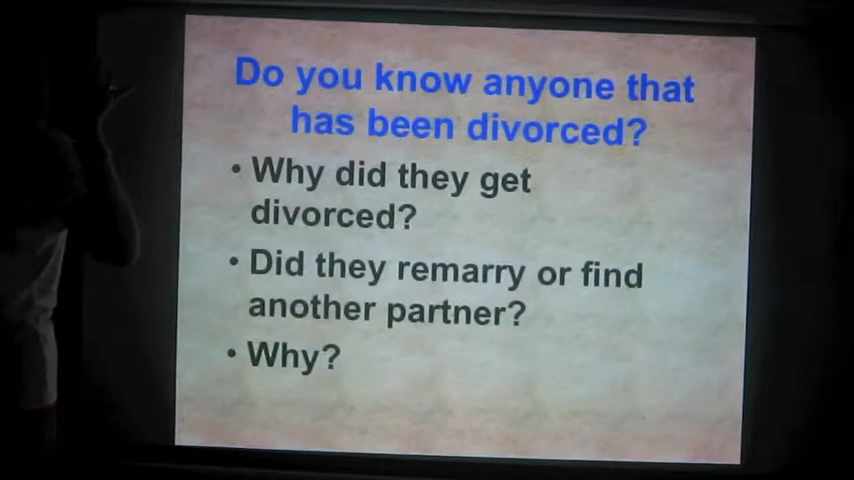 Do you know anyone that
has been divorced?
• Why did they get
divorced?
• Did they remarry or find
another partner?
• Why?